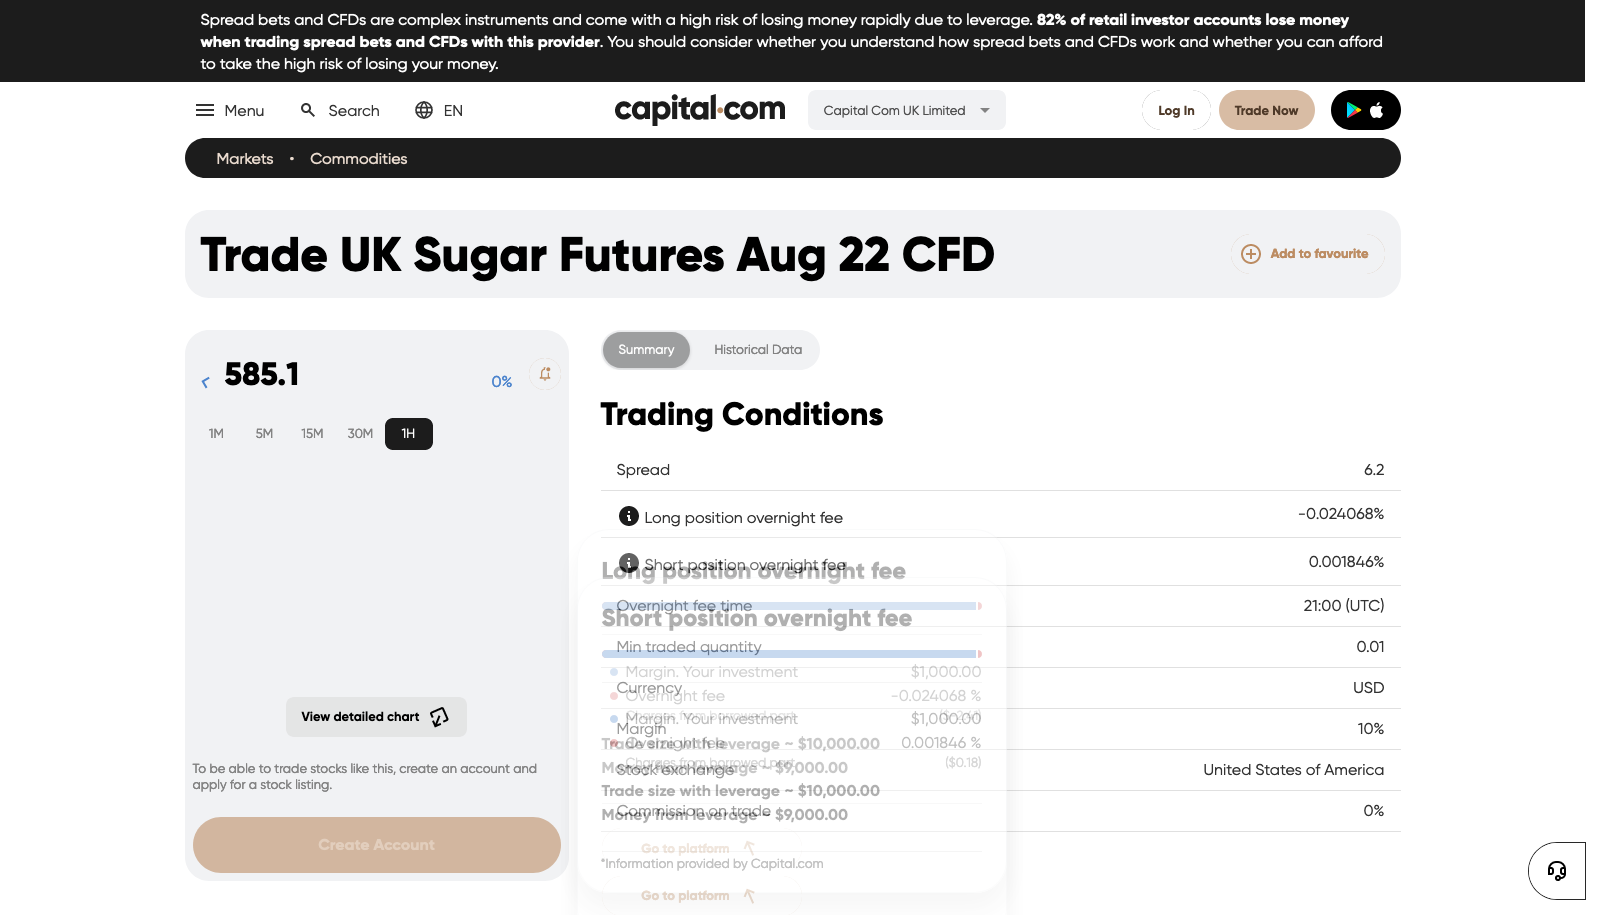 Spread bets and CFDs are complex instruments and come with a high risk of losing money rapidly due to leverage. 82% of retail investor accounts lose money
when trading spread bets and CFDs with this provider. You should consider whether you understand how spread bets and CFDs work and whether you can afford
to take the high risk of losing your money.
Menu
Search
EN
capital.com
Capital Com UK Limited
Log In
Trade Now
Markets • Commodities
Trade UK Sugar Futures Aug 22 CFD
Add to favourite
585.1
0%
1M 5M 15M 30M 1H
View detailed chart
To be able to trade stocks like this, create an account and
apply for a stock listing.
Create Account
Summary Historical Data
Trading Conditions
Spread 6.2
Long position overnight fee -0.024068%
Short position overnight fee 0.001846%
Long position overnight fee
Overnight fee time 21:00 (UTC)
Short position overnight fee
Min traded quantity 0.01
Margin. Your investment $1,000.00
Currency USD
Overnight fee -0.024068 %
Charges from borrowed part
Margin. Your investment $1,000.00
Margin 10%
Overnight fee 0.001846 %
Trade size with leverage ~ $10,000.00
Charges from borrowed part ($0.18)
Money from leverage ~ $9,000.00
Stock exchange United States of America
Trade size with leverage ~ $10,000.00
Commission on trade 0%
Money from leverage ~ $9,000.00
Go to platform
*Information provided by Capital.com
Go to platform